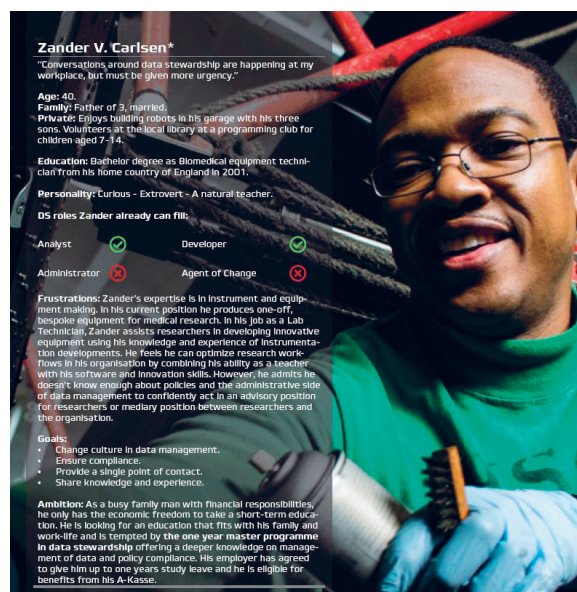 Zander V. Carlsen*
"Conversations around data stewardship are happening at my
workplace, but must be given more urgency."
Age: 40.
Family: Father of 3, married.
Private: Enjoys building robots in his garage with his three
sons. Volunteers at the local library at a programming club for
children aged 7-14.
Education: Bachelor degree as Biomedical equipment techni-
cian from his home country of England in 2001.
Personality: Curious - Extrovert - A natural teacher.
DS roles Zander already can fill:
Analyst Developer
Administrator Agent of Change
Frustrations: Zander's expertise is in instrument and equip-
ment making. In his current position he produces one-off,
bespoke equipment for medical research. In his job as a Lab
Technician, Zander assists researchers in developing innovative
equipment using his knowledge and experience of instrumenta-
tion developments. He feels he can optimize research work-
flows in his organisation by combining his ability as a teacher
with his software and innovation skills. However, he admits he
doesn't know enough about policies and the administrative side
of data management to confidently act in an advisory position
for researchers or mediary position between researchers and
the organisation.
Goals:
• Change culture in data management.
• Ensure compliance.
• Provide a single point of contact.
• Share knowledge and experience.
Ambition: As a busy family man with financial responsibilities,
he only has the economic freedom to take a short-term educa-
tion. He is looking for an education that fits with his family and
work-life and is tempted by the one year master programme
in data stewardship offering a deeper knowledge on manage-
ment of data and policy compliance. His employer has agreed
to give him up to one years study leave and he is eligible for
benefits from his A-Kasse.